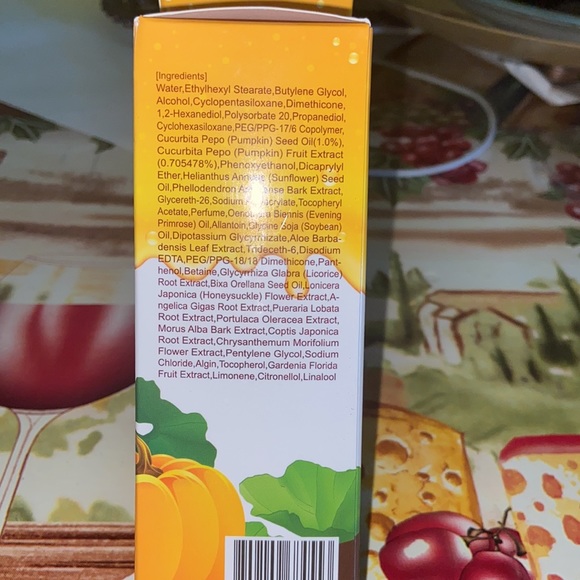 [Ingredients]
Water,Ethylhexyl Stearate,Butylene Glycol,
Alcohol,Cyclopentasiloxane,Dimethicone,
1,2-Hexanediol,Polysorbate 20,Propanediol,
Cyclohexasiloxane,PEG/PPG-17/6 Copolymer,
Cucurbita Pepo (Pumpkin) Seed Oil(1.0%),
Cucurbita Pepo (Pumpkin) Fruit Extract
(0.705478%),Phenoxyethanol,Dicaprylyl
Ether,Helianthus Annuus (Sunflower) Seed
Oil,Phellodendron Bark Extract,
Glycereth-26,Sodium Tocopheryl
Acetate,Perfume,Oenothera Biennis (Evening
Primrose) Oil,Allantoin,Glycine Soja (Soybean)
Oil,Dipotassium Glycyrrhizate,Aloe Barba-
densis Leaf Extract,Trideceth-6,Disodium
EDTA,PEG/PPG-18/18 Dimethicone,Pant-
henol,Betaine,Glycyrrhiza Glabra (Licorice)
Root Extract,Bixa Orellana Seed Oil,Lonicera
Japonica (Honeysuckle) Flower Extract,A-
ngelica Gigas Root Extract,Pueraria Lobata
Root Extract,Portulaca Oleracea Extract,
Morus Alba Bark Extract,Coptis Japonica
Root Extract,Chrysanthemum Morifolium
Flower Extract,Pentylene Glycol,Sodium
Chloride,Algin,Tocopherol,Gardenia Florida
Fruit Extract,Limonene,Citronellol,Linalool